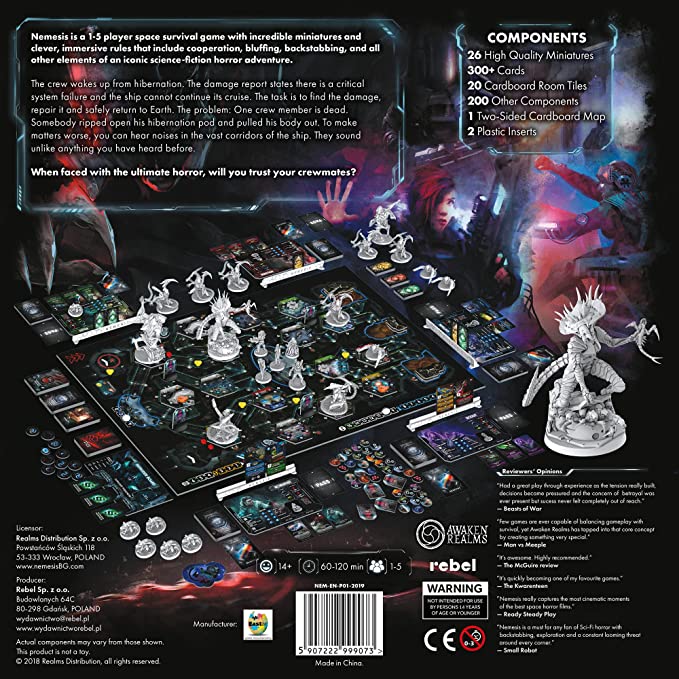 Nemesis is a 1-5 player space survival game with incredible miniatures and
clever, immersive rules that include cooperation, bluffing, backstabbing, and all
other elements of an iconic science-fiction horror adventure.
The crew wakes up from hibernation. The damage report states there is a critical
system failure and the ship cannot continue its cruise. The task is to find the damage,
repair it and safely return to Earth. The problem: One crew member is dead.
Somebody ripped open his hibernation pod and pulled his body out. To make
matters worse, you can hear noises in the vast corridors of the ship. They sound
unlike anything you have heard before.
When faced with the ultimate horror, will you trust your crewmates?
COMPONENTS
26 High Quality Miniatures
300+ Cards
20 Cardboard Room Tiles
200 Other Components
1 Two-Sided Cardboard Map
2 Plastic Inserts
PASS
PASS
Reviewers' Opinions
"Had a great play through experience as the tension really built,
decisions become pressured and the concern of betrayal was
ever present but sucess never felt completely out of reach."
— Beasts of War
"Few games are ever capable of balancing gameplay with
survival, yet Awaken Realms has tapped into that core concept
by creating something very special."
— Man vs Meeple
"It's awesome. Highly recommended."
— The McGuire review
"It's quickly becoming one of my favourite games."
— The Kwarenteen
"Nemesis really captures the most cinematic moments
of the best space horror films."
— Ready Steady Play
"Nemesis is a must for any fan of Sci-Fi horror with
backstabbing, exploration and a constant looming threat
around every corner."
— Small Robot
Licensor:
Realms Distribution Sp. z o.o.
Powstańców Śląskich 118
53-333 Wrocław, POLAND
www.nemesisBG.com
Producer:
Rebel Sp. z o.o.
Budowlanych 64C
80-298 Gdańsk, POLAND
wydawnictwo@rebel.pl
www.wydawnictworebel.pl
Actual components may vary from those shown.
This product is not a toy.
© 2018 Realms Distribution, all rights reserved.
Manufacturer:
14+
60-120 min
1-5
NEM-EN-P01-2019
5 907222 999073 >
Made in China.
AWAKEN
REALMS
rebel
WARNING
NOT INTENDED FOR USE
BY PERSONS 14 YEARS
OF AGE OR YOUNGER
CE
0-3